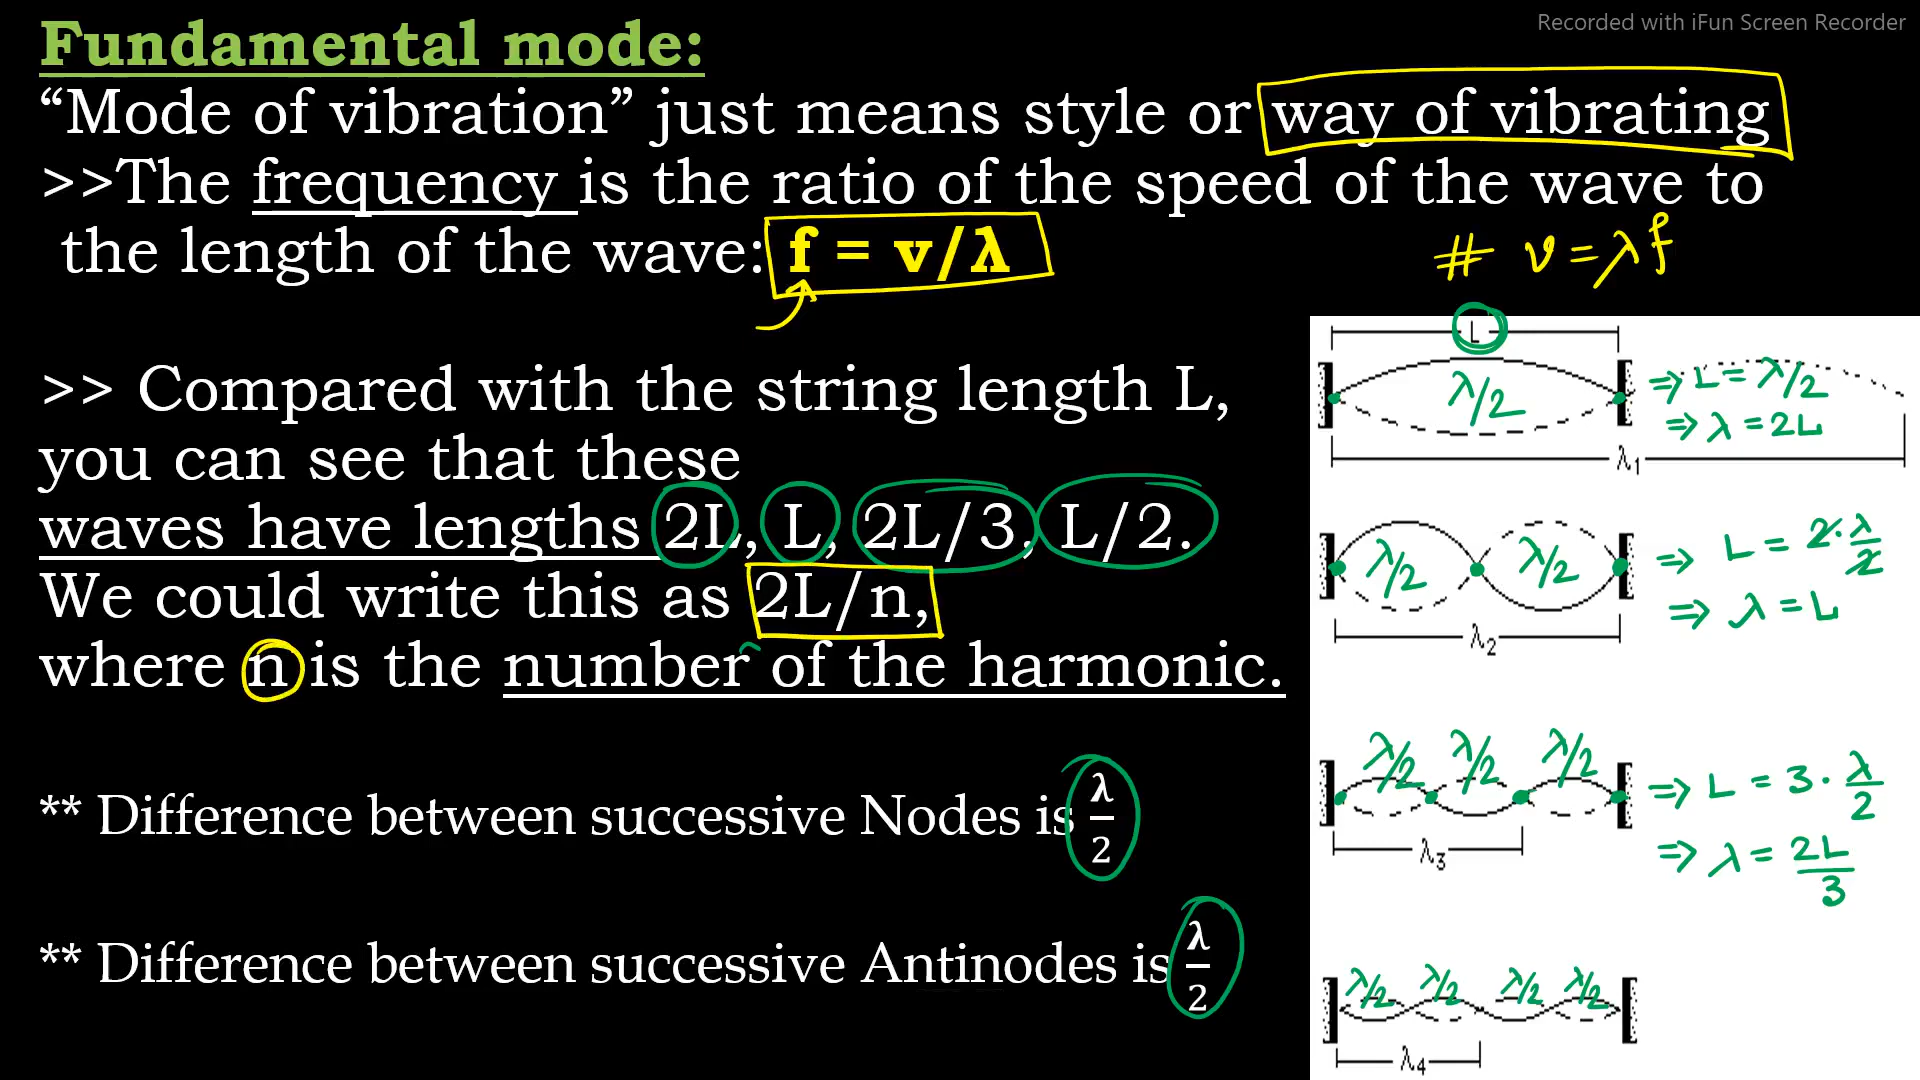 Recorded with iFun Screen Recorder
Fundamental mode:
“Mode of vibration” just means style or way of vibrating
>>The frequency is the ratio of the speed of the wave to
the length of the wave: f = v/λ
# v = λf
>> Compared with the string length L,
you can see that these
waves have lengths 2L, L, 2L/3, L/2.
We could write this as 2L/n,
where n is the number of the harmonic.
** Difference between successive Nodes is λ/2
** Difference between successive Antinodes is λ/2
L
λ/2 ⇒ L = λ/2
⇒ λ = 2L
λ1
λ/2 λ/2 ⇒ L = 2·λ/2
⇒ λ = L
λ2
λ/2 λ/2 λ/2 ⇒ L = 3·λ/2
λ3 ⇒ λ = 2L/3
λ/2 λ/2 λ/2 λ/2
λ4